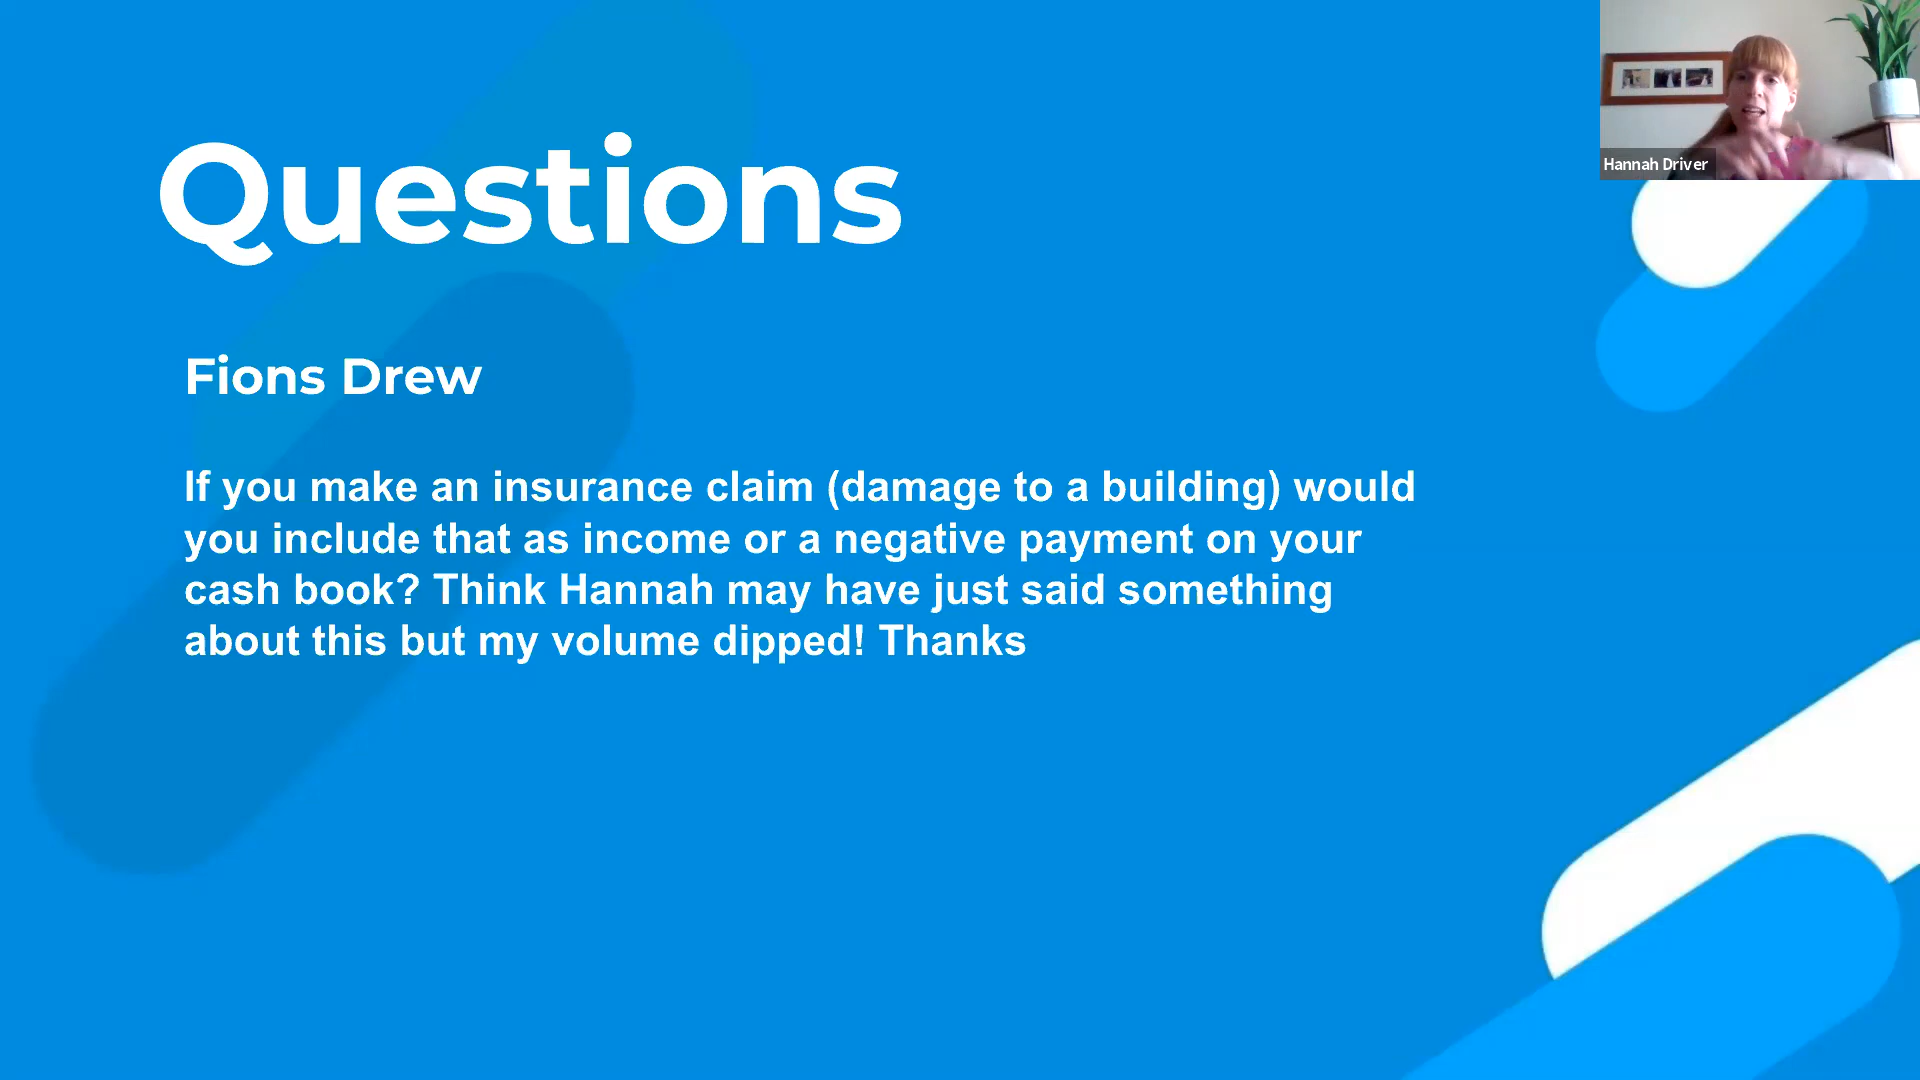 Questions
Hannah Driver
Fions Drew
If you make an insurance claim (damage to a building) would
you include that as income or a negative payment on your
cash book? Think Hannah may have just said something
about this but my volume dipped! Thanks